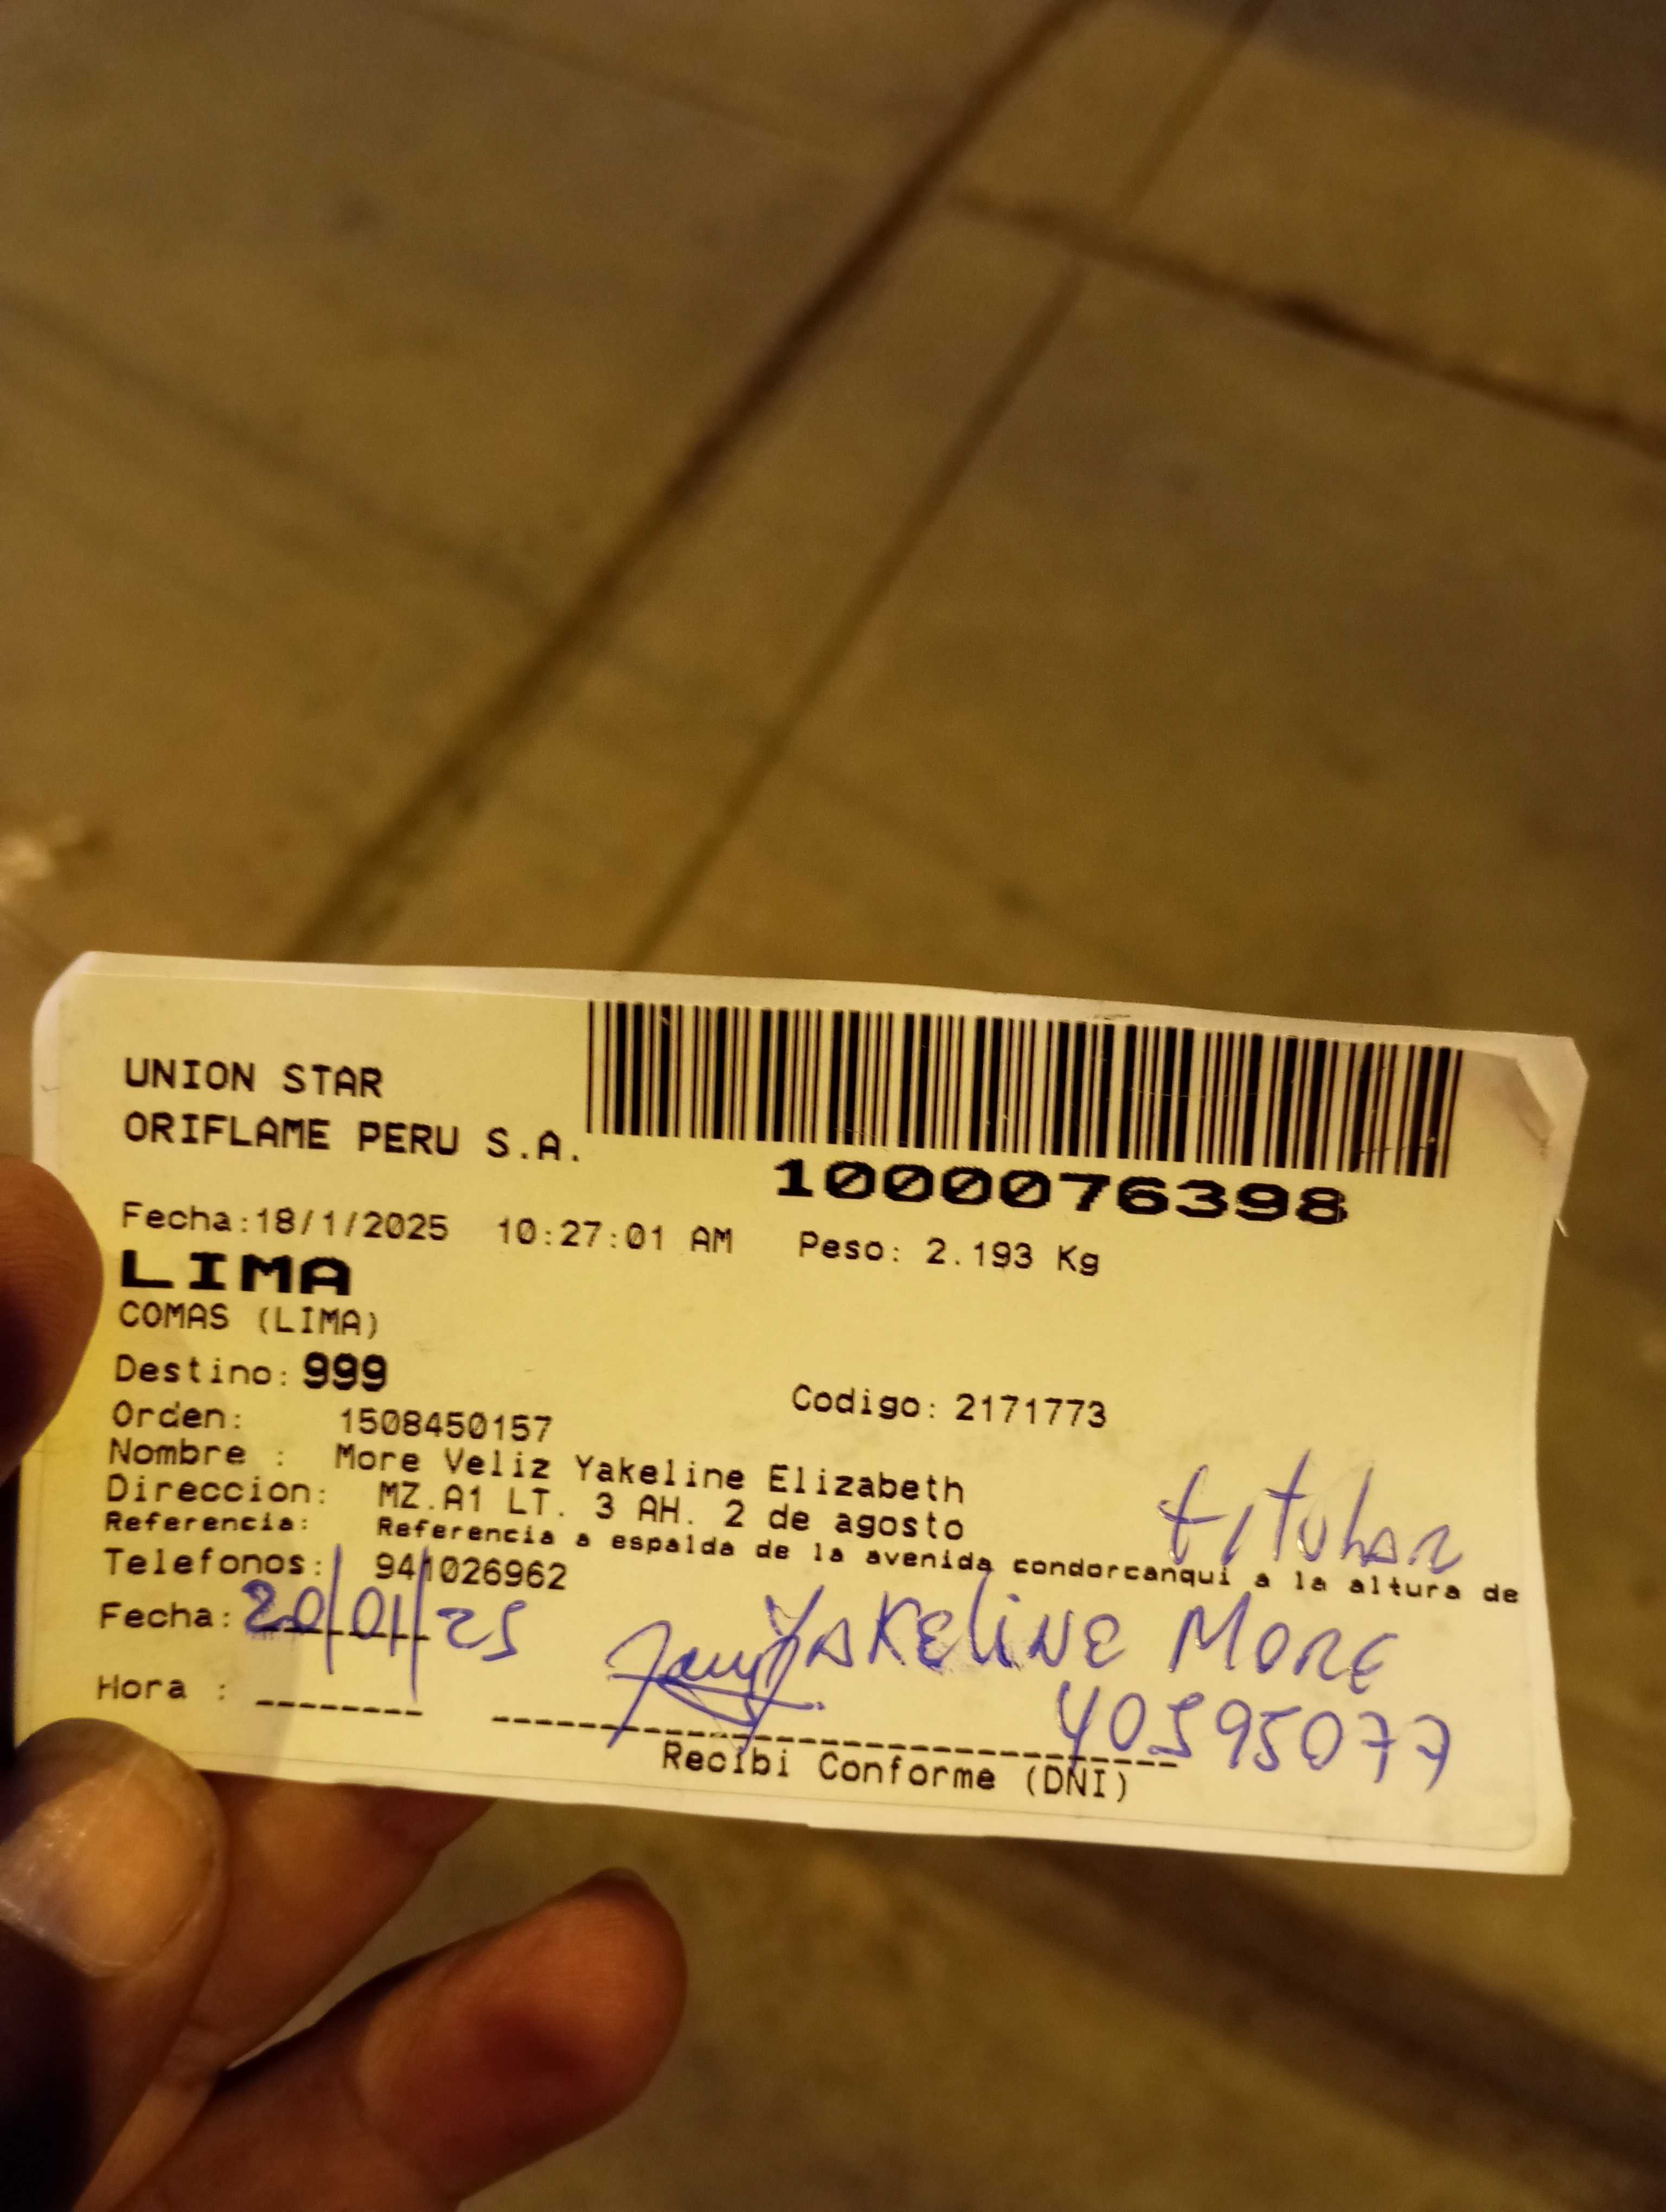 UNION STAR
ORIFLAME PERU S.A.
1000076398
Fecha:18/1/2025 10:27:01 AM Peso: 2.193 Kg
LIMA
COMAS (LIMA)
Destino: 999
Codigo: 2171773
Orden: 1508450157
Nombre : More Veliz Yakeline Elizabeth
Direccion: MZ.A1 LT. 3 AH. 2 de agosto
titular
Referencia: Referencia a espalda de la avenida condorcanqui a la altura de
Telefonos: 941026962
Fecha: 20/01/25
Yakeline More
Hora :
40595077
Recibi Conforme (DNI)